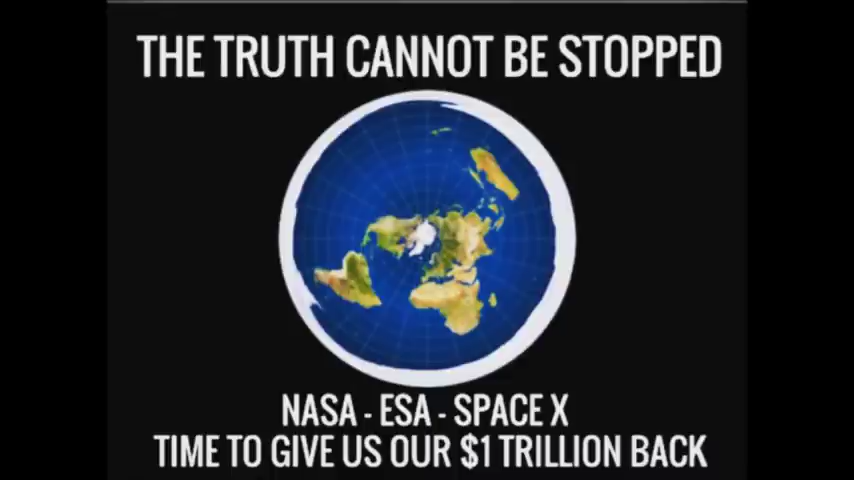 THE TRUTH CANNOT BE STOPPED
NASA - ESA - SPACE X
TIME TO GIVE US OUR $1 TRILLION BACK